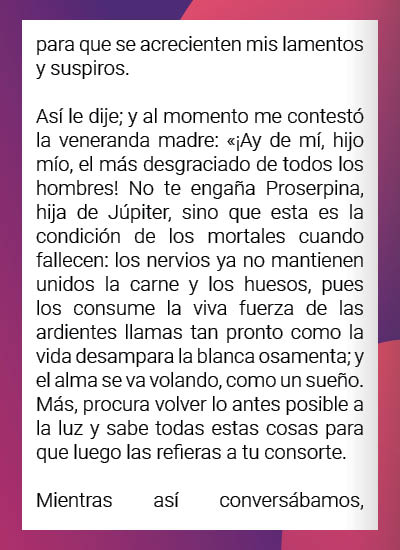 para que se acrecienten mis lamentos
y suspiros.
Así le dije; y al momento me contestó
la veneranda madre: «¡Ay de mí, hijo
mío, el más desgraciado de todos los
hombres! No te engaña Proserpina,
hija de Júpiter, sino que esta es la
condición de los mortales cuando
fallecen: los nervios ya no mantienen
unidos la carne y los huesos, pues
los consume la viva fuerza de las
ardientes llamas tan pronto como la
vida desampara la blanca osamenta; y
el alma se va volando, como un sueño.
Más, procura volver lo antes posible a
la luz y sabe todas estas cosas para
que luego las refieras a tu consorte.
Mientras así conversábamos,